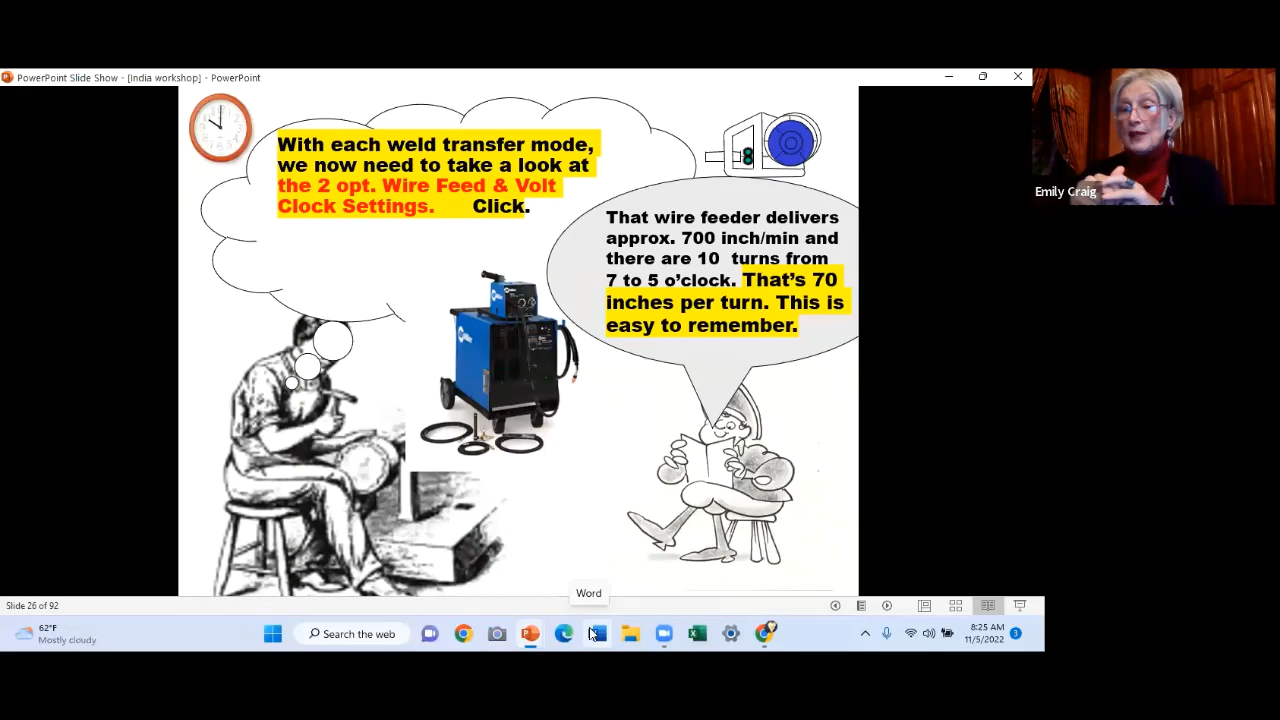 PowerPoint Slide Show - [India workshop] - PowerPoint
With each weld transfer mode,
we now need to take a look at
the 2 opt. Wire Feed & Volt
Clock Settings. Click.
That wire feeder delivers
approx. 700 inch/min and
there are 10 turns from
7 to 5 o’clock. That’s 70
inches per turn. This is
easy to remember.
Emily Craig
Word
Slide 26 of 92
62°F
Mostly cloudy
Search the web
8:25 AM
11/5/2022
3